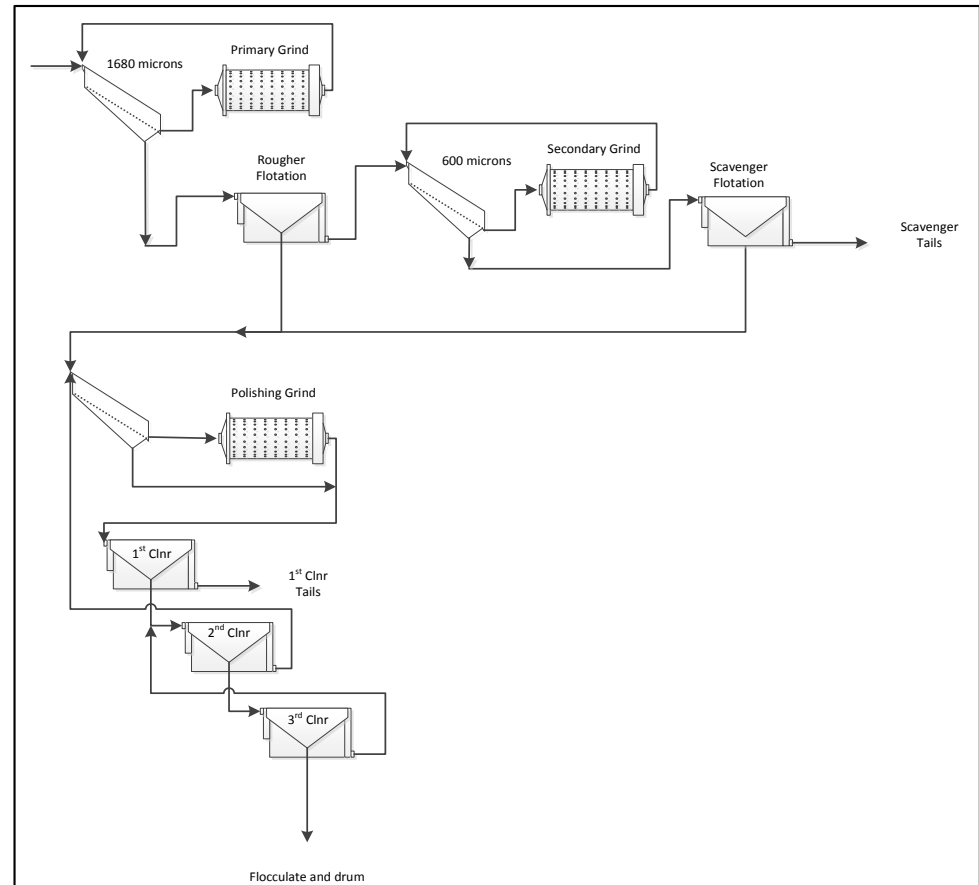 Primary Grind
1680 microns
Rougher
Flotation
600 microns
Secondary Grind
Scavenger
Flotation
Scavenger
Tails
Polishing Grind
1st Clnr
1st Clnr
Tails
2nd Clnr
3rd Clnr
Flocculate and drum